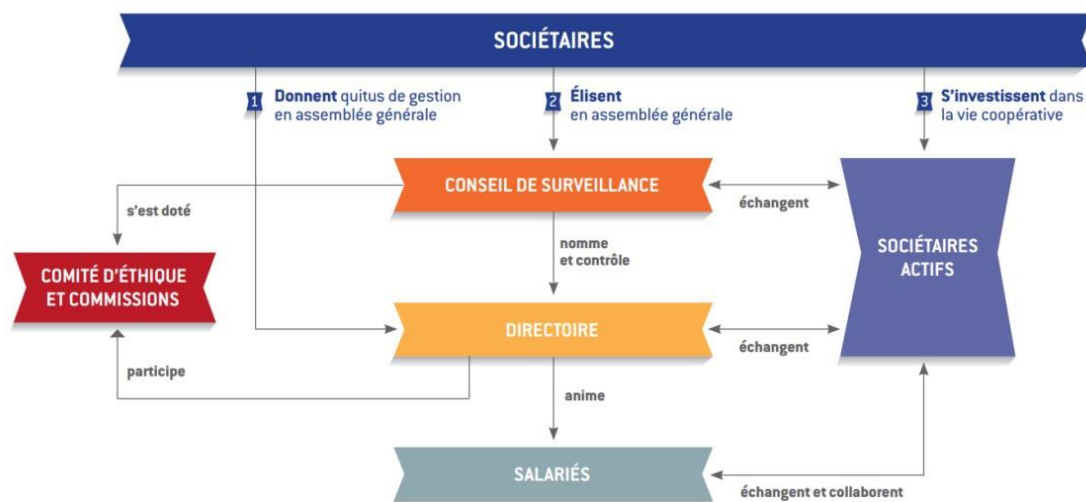 SOCIÉTAIRES
1 Donnent quitus de gestion
en assemblée générale
2 Élisent
en assemblée générale
3 S'investissent dans
la vie coopérative
CONSEIL DE SURVEILLANCE
échangent
s'est doté
nomme
et contrôle
SOCIÉTAIRES
ACTIFS
COMITÉ D'ÉTHIQUE
ET COMMISSIONS
DIRECTOIRE
échangent
participe
anime
SALARIÉS
échangent et collaborent